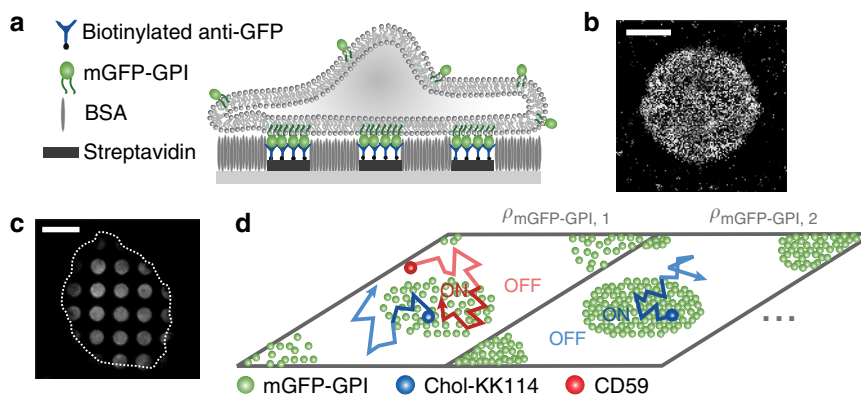 a
Biotinylated anti-GFP
mGFP-GPI
BSA
Streptavidin
b
c
d
ρmGFP-GPI, 1
ρmGFP-GPI, 2
ON
OFF
ON
OFF
...
mGFP-GPI
Chol-KK114
CD59